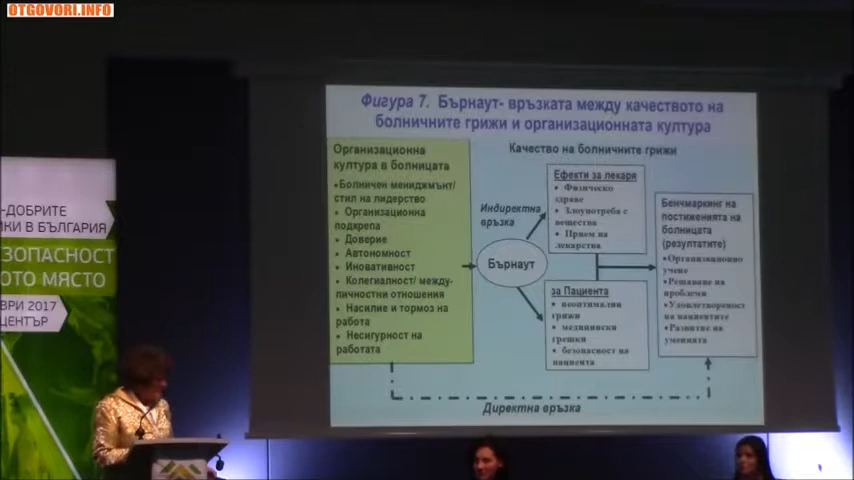 OTGOVORI.INFO
-ДОБРИТЕ
КИ В БЪЛГАРИЯ
ЗОПАСНОСТ
ОТО МЯСТО
ВРИ 2017
ЦЕНТЪР
Фигура 7. Бърнаут- връзката между качеството на
болничните грижи и организационната култура
Организационна
култура в болницата
•Болничен мениджмънт/
стил на лидерство
• Организационна
подкрепа
• Доверие
• Автономност
• Иновативност
• Колегиалност/ между-
личностни отношения
• Насилие и тормоз на
работа
• Несигурност на
работата
Качество на болничните грижи
Индиректна
връзка
Бърнаут
Ефекти за лекаря
• Физическо
здраве
• Злоупотреба с
вещества
• Прием на
лекарства
за Пациента
• неоптимални
грижи
• медицински
грешки
• безопасност на
пациента
Бенчмаркинг на
постиженията на
болницата
(резултати)
•Организационно
учене
•Решаване на
проблеми
•Удовлетвореност
на пациентите
•Развитие на
уменията
Директна връзка